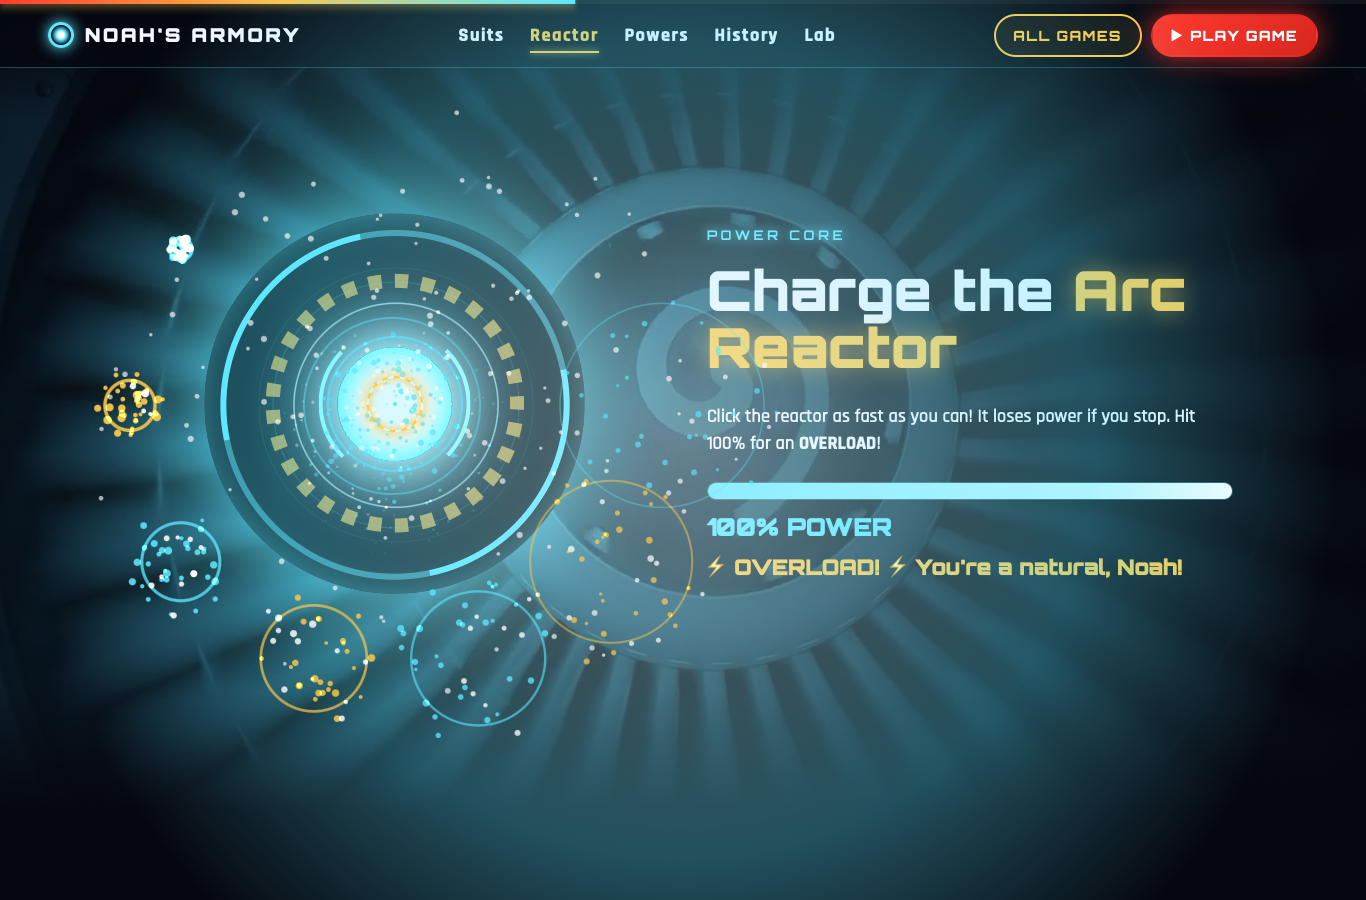 NOAH'S ARMORY
Suits
Reactor
Powers
History
Lab
ALL GAMES
▶ PLAY GAME
POWER CORE
Charge the Arc
Reactor
Click the reactor as fast as you can! It loses power if you stop. Hit
100% for an OVERLOAD!
100% POWER
⚡ OVERLOAD! ⚡ You're a natural, Noah!